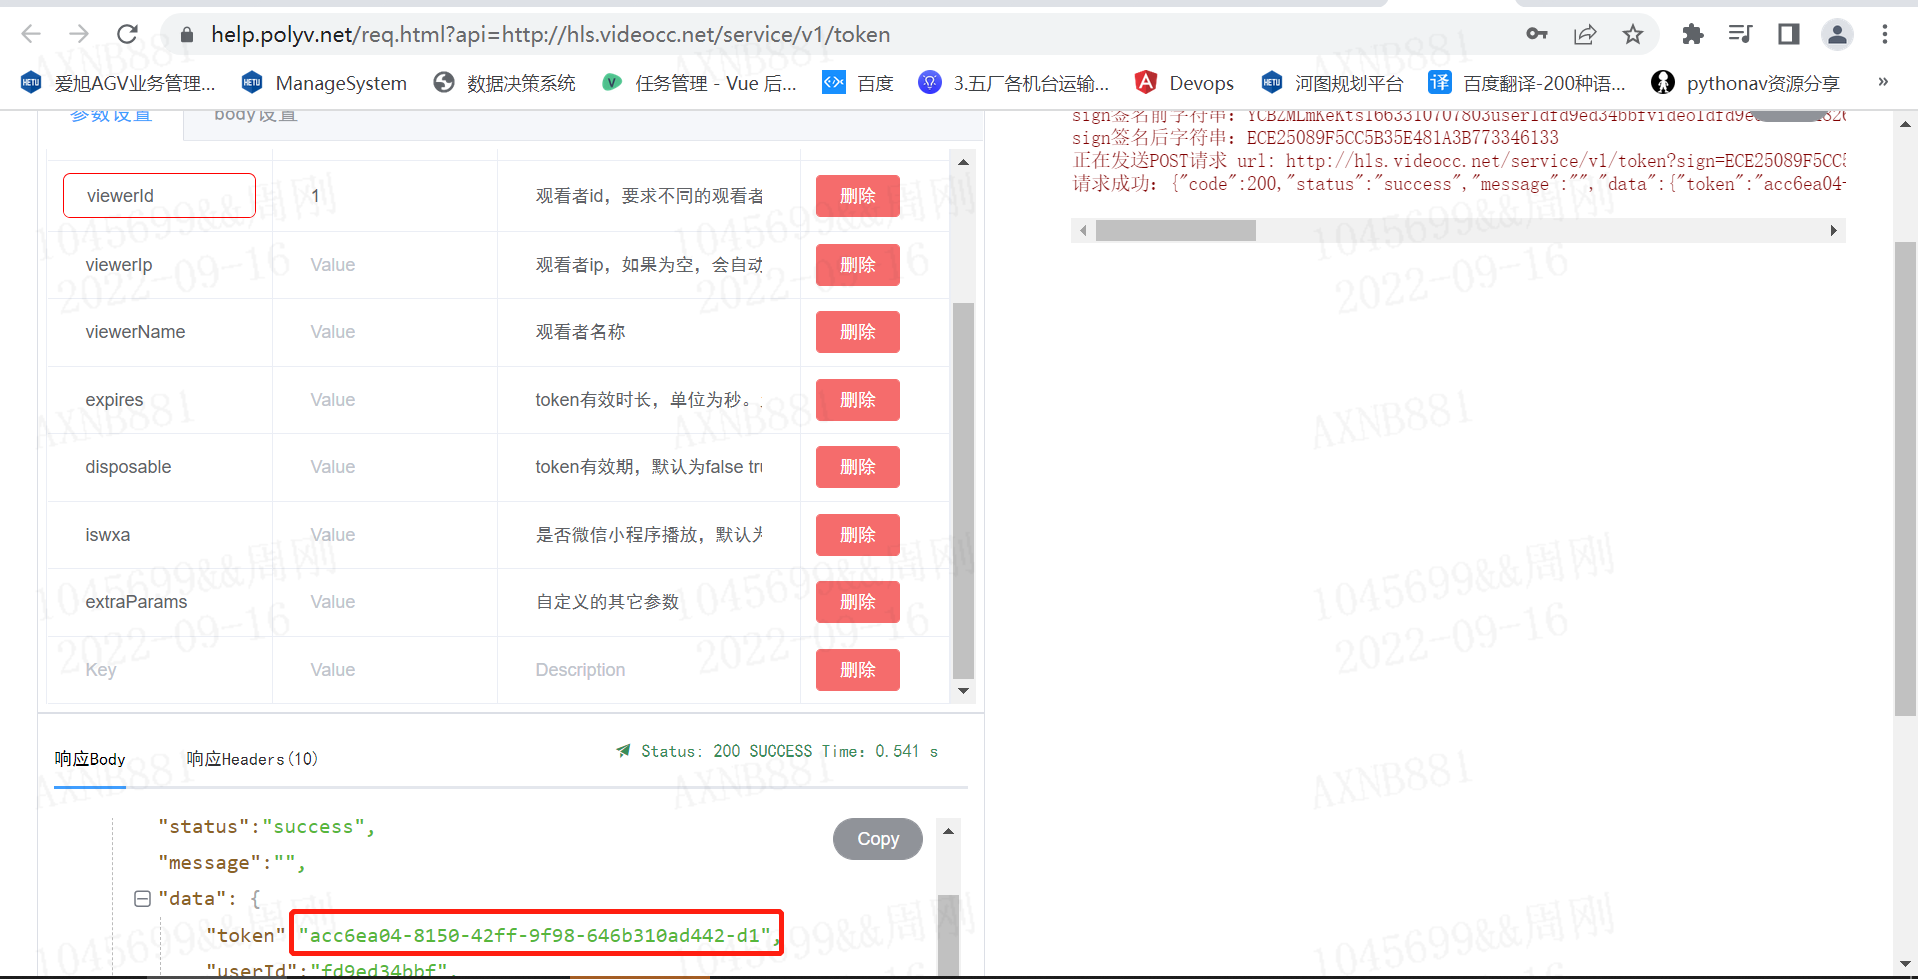 help.polyv.net/req.html?api=http://hls.videocc.net/service/v1/token
爱旭AGV业务管理... ManageSystem 数据决策系统 任务管理 - Vue 后... 百度 3.五厂各机台运输... Devops 河图规划平台 百度翻译-200种语... pythonav资源分享 »
参数设置 body设置
viewerId 1 观看者id，要求不同的观看者 删除
viewerIp Value 观看者ip，如果为空，会自动 删除
viewerName Value 观看者名称 删除
expires Value token有效时长，单位为秒。 删除
disposable Value token有效期，默认为false tru 删除
iswxa Value 是否微信小程序播放，默认为 删除
extraParams Value 自定义的其它参数 删除
Key Value Description 删除
响应Body 响应Headers(10) Status: 200 SUCCESS Time: 0.541 s
"status":"success",
"message":"",
"data": {
"token" "acc6ea04-8150-42ff-9f98-646b310ad442-d1",
"userId":"fd9ed34bbf",
Copy
sign签名前字符串: YCBZMLmKeKts1663310707803userIdfd9ed34bbfvideoIdfd9e
sign签名后字符串: ECE25089F5CC5B35E481A3B773346133
正在发送POST请求 url: http://hls.videocc.net/service/v1/token?sign=ECE25089F5CC5
请求成功: {"code":200,"status":"success","message":"","data":{"token":"acc6ea04-
AXNB881
1045699&&周刚
2022-09-16